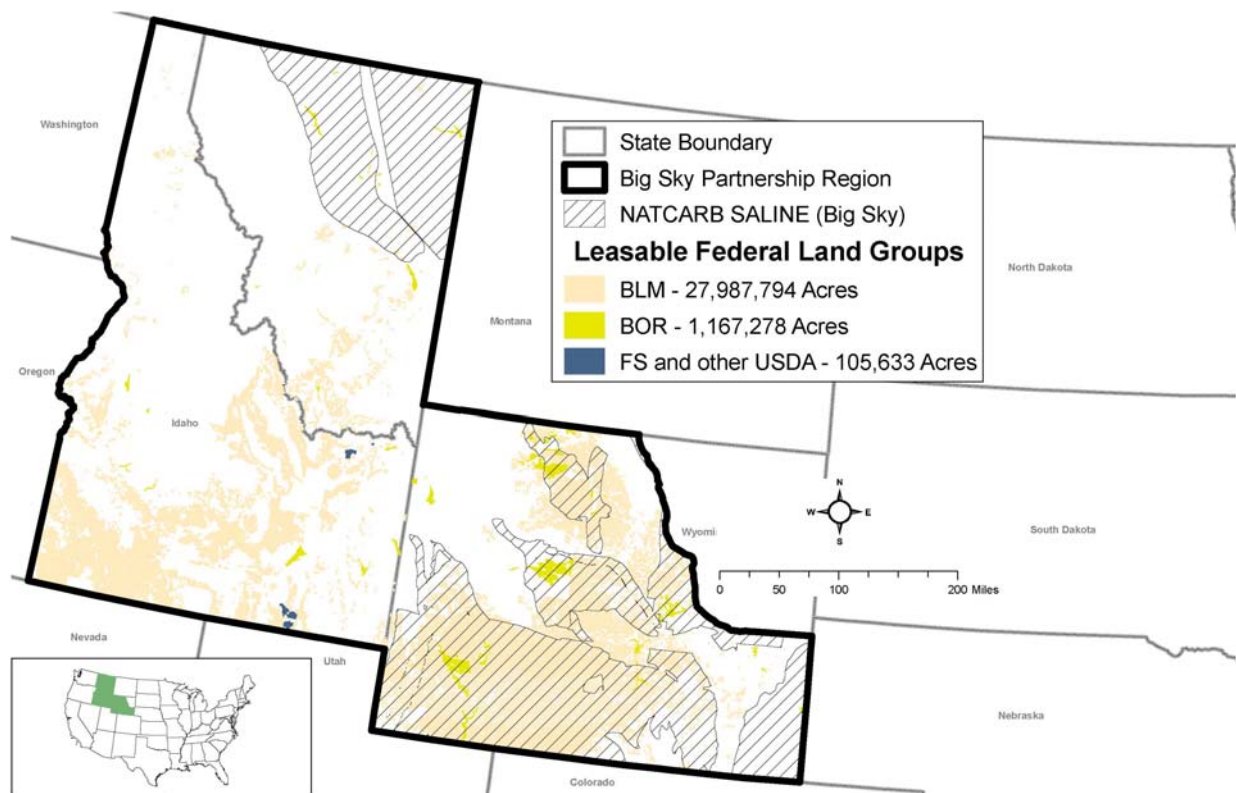 Washington
Oregon
Idaho
Nevada
Utah
Montana
Wyomi
Colorado
North Dakota
South Dakota
Nebraska
State Boundary
Big Sky Partnership Region
NATCARB SALINE (Big Sky)
Leasable Federal Land Groups
BLM - 27,987,794 Acres
BOR - 1,167,278 Acres
FS and other USDA - 105,633 Acres
N
W E
S
0 50 100 200 Miles